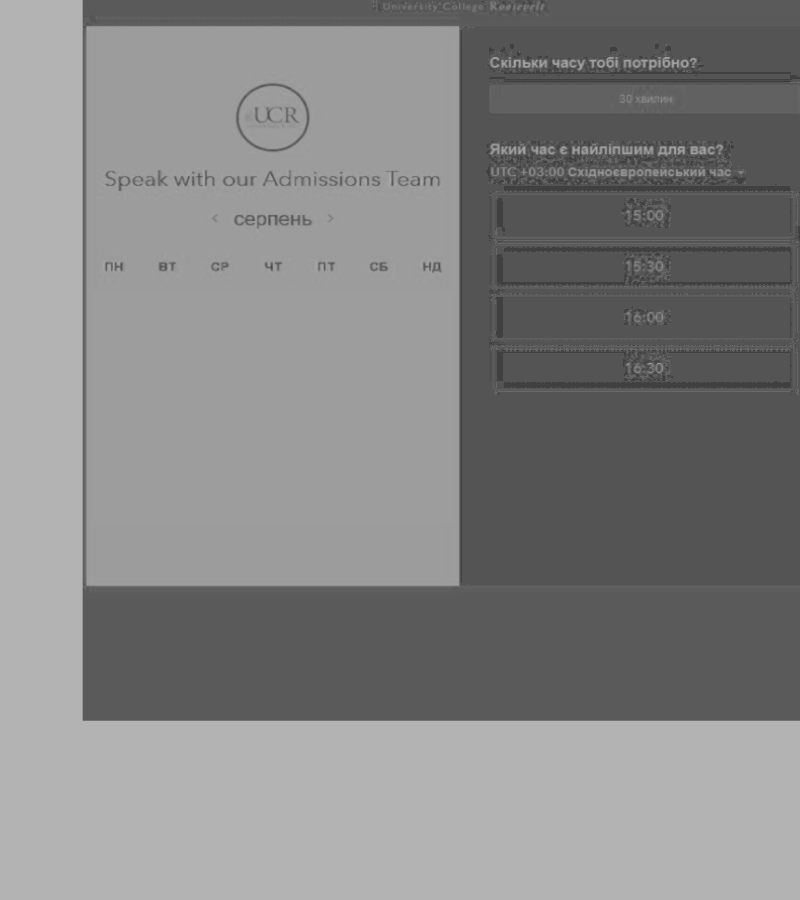 University College Roosevelt
UCR
Speak with our Admissions Team
‹ серпень ›
ПН ВТ СР ЧТ ПТ СБ НД
Скільки часу тобі потрібно?
30 хвилин
Який час є найліпшим для вас?
UTC +03:00 Східноєвропейський час
15:00
15:30
16:00
16:30